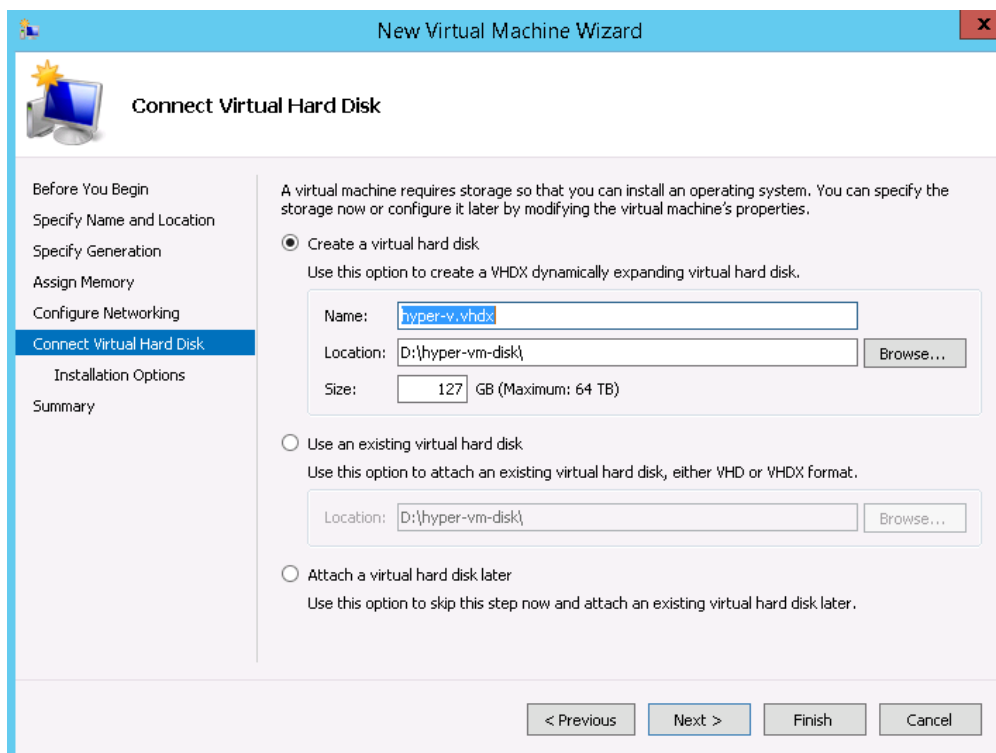 New Virtual Machine Wizard
x
Connect Virtual Hard Disk
Before You Begin
Specify Name and Location
Specify Generation
Assign Memory
Configure Networking
Connect Virtual Hard Disk
Installation Options
Summary
A virtual machine requires storage so that you can install an operating system. You can specify the
storage now or configure it later by modifying the virtual machine's properties.
Create a virtual hard disk
Use this option to create a VHDX dynamically expanding virtual hard disk.
Name: hyper-v.vhdx
Location: D:\hyper-vm-disk\ Browse...
Size: 127 GB (Maximum: 64 TB)
Use an existing virtual hard disk
Use this option to attach an existing virtual hard disk, either VHD or VHDX format.
Location: D:\hyper-vm-disk\ Browse...
Attach a virtual hard disk later
Use this option to skip this step now and attach an existing virtual hard disk later.
< Previous Next > Finish Cancel